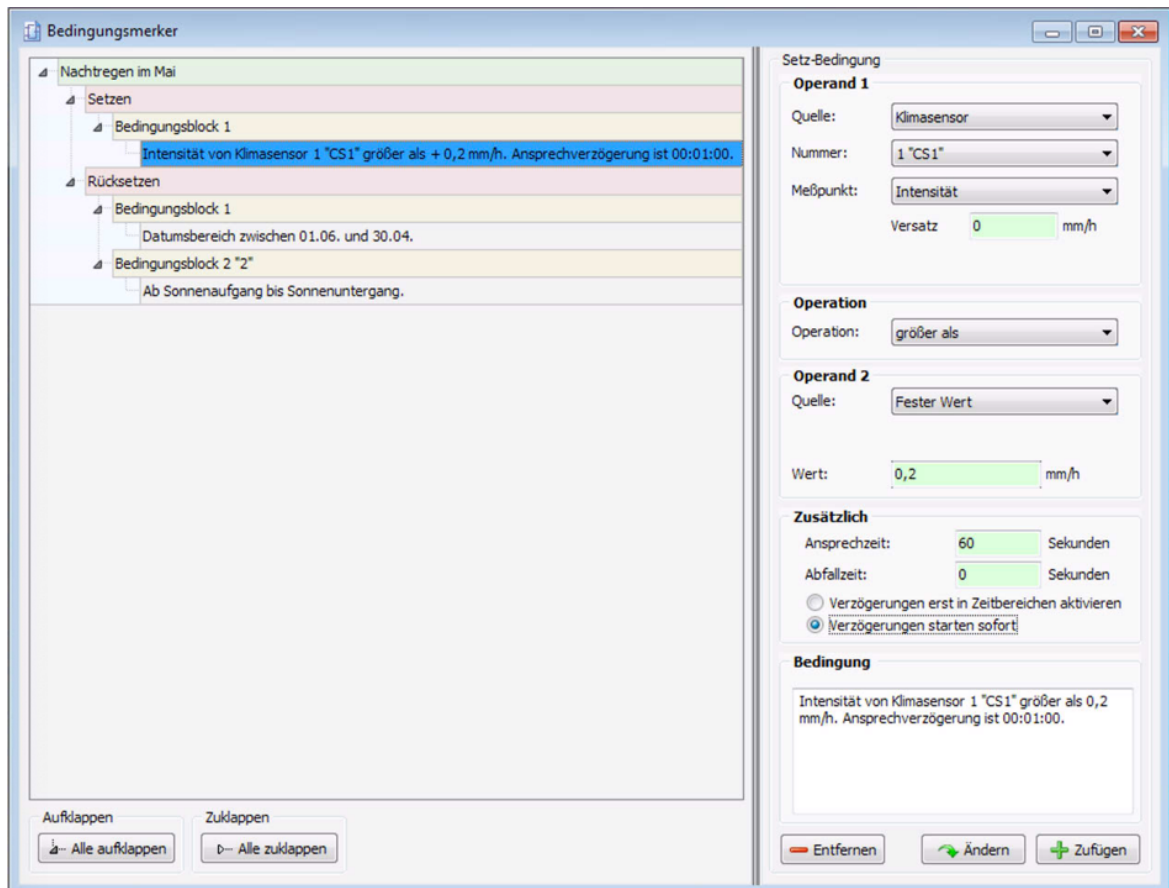 Bedingungsmerker
Nachtregen im Mai
Setzen
Bedingungsblock 1
Intensität von Klimasensor 1 "CS1" größer als + 0,2 mm/h. Ansprechverzögerung ist 00:01:00.
Rücksetzen
Bedingungsblock 1
Datumsbereich zwischen 01.06. und 30.04.
Bedingungsblock 2 "2"
Ab Sonnenaufgang bis Sonnenuntergang.
Aufklappen
Alle aufklappen
Zuklappen
Alle zuklappen
Setz-Bedingung
Operand 1
Quelle: Klimasensor
Nummer: 1 "CS1"
Meßpunkt: Intensität
Versatz 0 mm/h
Operation
Operation: größer als
Operand 2
Quelle: Fester Wert
Wert: 0,2 mm/h
Zusätzlich
Ansprechzeit: 60 Sekunden
Abfallzeit: 0 Sekunden
Verzögerungen erst in Zeitbereichen aktivieren
Verzögerungen starten sofort
Bedingung
Intensität von Klimasensor 1 "CS1" größer als 0,2
mm/h. Ansprechverzögerung ist 00:01:00.
Entfernen Ändern Zufügen